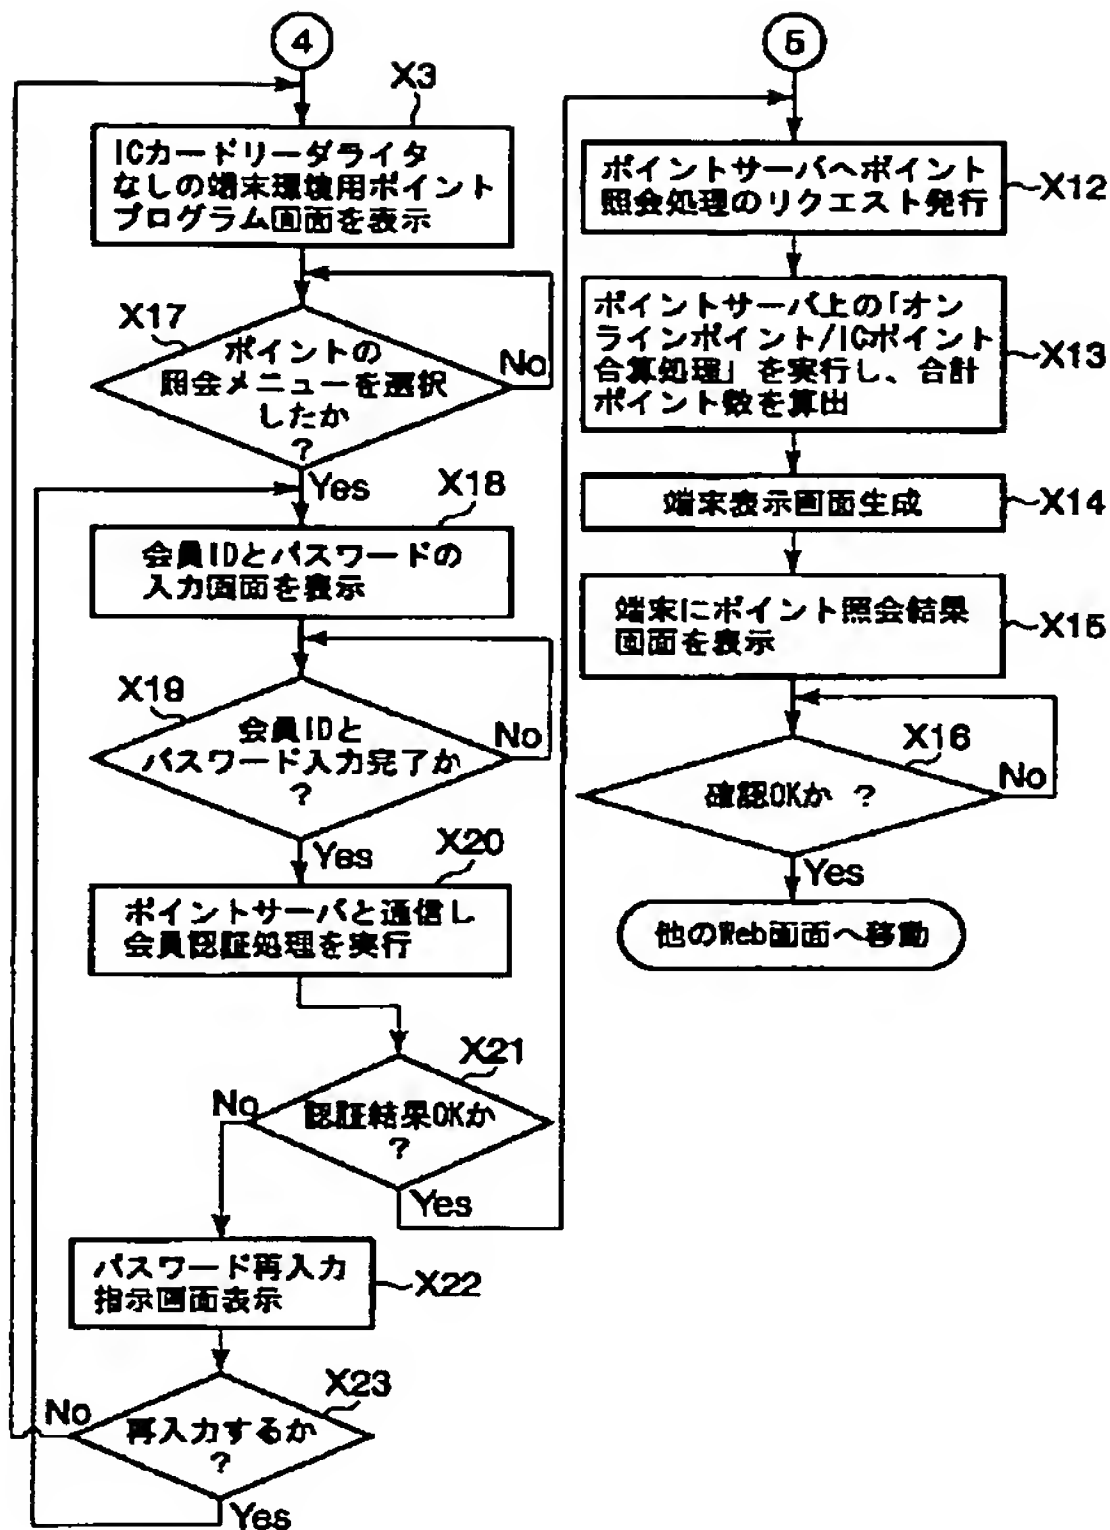 4
X3
ICカードリーダライタ
なしの端末環境用ポイント
プログラム画面を表示
X17
ポイントの
照会メニューを選択
したか
?
No
Yes
X18
会員IDとパスワードの
入力画面を表示
X19
会員IDと
パスワード入力完了か
?
No
Yes
X20
ポイントサーバと通信し
会員認証処理を実行
X21
認証結果OKか
?
No
Yes
パスワード再入力
指示画面表示
X22
X23
再入力するか
?
No
Yes
5
ポイントサーバへポイント
照会処理のリクエスト発行
X12
ポイントサーバ上の「オン
ラインポイント/ICポイント
合算処理」を実行し、合計
ポイント数を算出
X13
端末表示画面生成
X14
端末にポイント照会結果
画面を表示
X15
X16
確認OKか ?
No
Yes
他のWeb画面へ移動